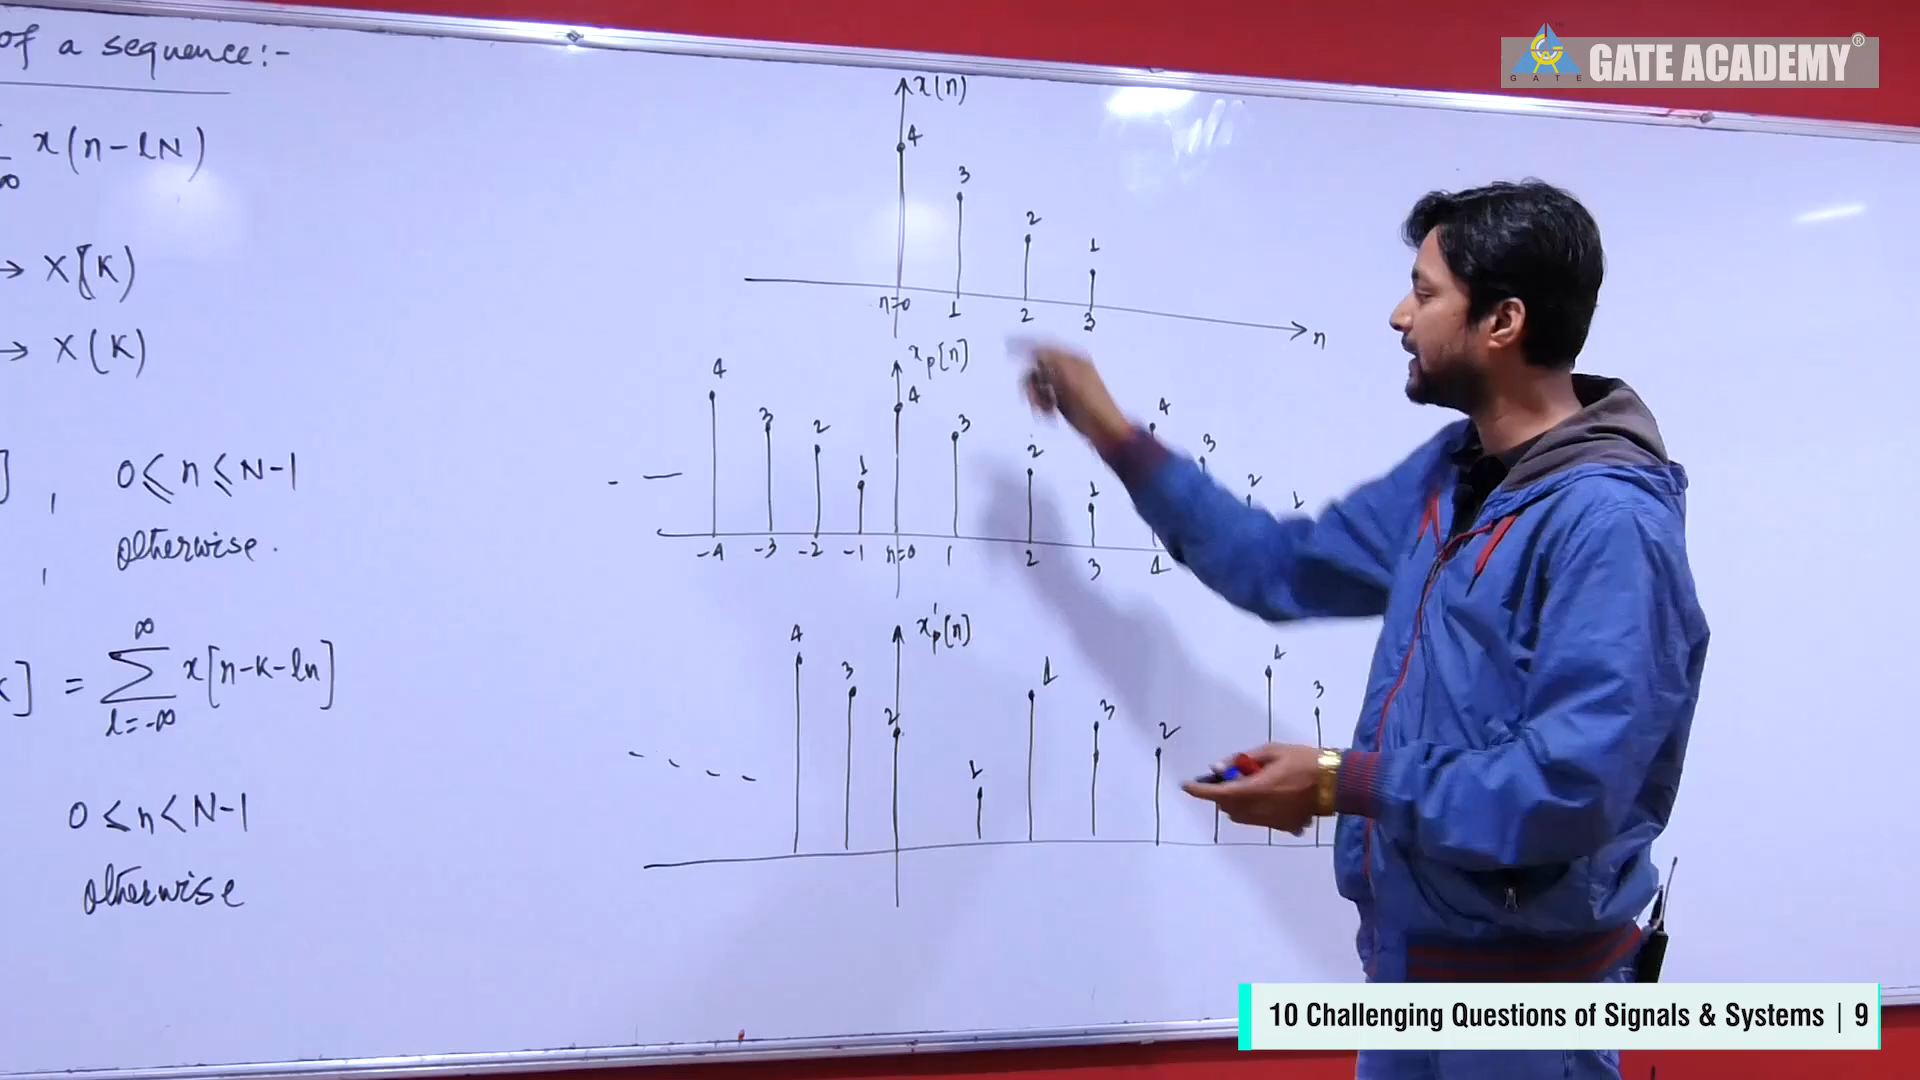 of a sequence:-
x(n-lN)
∞
→ X(K)
→ X(K)
] , 0≤n≤N-1
, otherwise.
] = ∞∑l=-∞ x[n-k-ln]
0≤n<N-1
otherwise
x(n)
4
3
2
1
n=0 1 2 3 n
xp[n]
4 3 2 1 4 3 2 1 4 3 2 1
-4 -3 -2 -1 n=0 1 2 3 4
x'p[n]
4 3 2 1 4 3 2 4 3
GATE
GATE ACADEMY®
10 Challenging Questions of Signals & Systems | 9